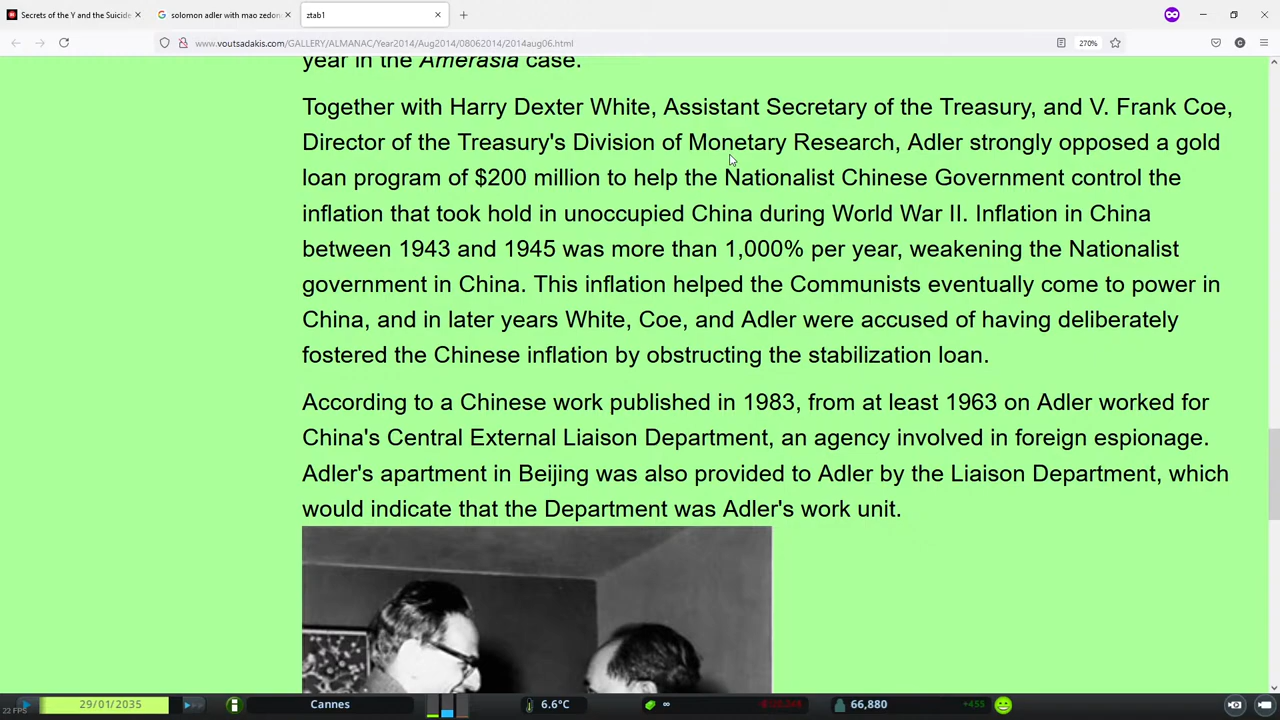 Secrets of the Y and the Suicide
solomon adler with mao zedon
ztab1
www.voutsadakis.com/GALLERY/ALMANAC/Year2014/Aug2014/08062014/2014aug06.html
270%
year in the Amerasia case.
Together with Harry Dexter White, Assistant Secretary of the Treasury, and V. Frank Coe,
Director of the Treasury's Division of Monetary Research, Adler strongly opposed a gold
loan program of $200 million to help the Nationalist Chinese Government control the
inflation that took hold in unoccupied China during World War II. Inflation in China
between 1943 and 1945 was more than 1,000% per year, weakening the Nationalist
government in China. This inflation helped the Communists eventually come to power in
China, and in later years White, Coe, and Adler were accused of having deliberately
fostered the Chinese inflation by obstructing the stabilization loan.
According to a Chinese work published in 1983, from at least 1963 on Adler worked for
China's Central External Liaison Department, an agency involved in foreign espionage.
Adler's apartment in Beijing was also provided to Adler by the Liaison Department, which
would indicate that the Department was Adler's work unit.
22 FPS
29/01/2035
Cannes
6.6°C
∞
66,880
+455